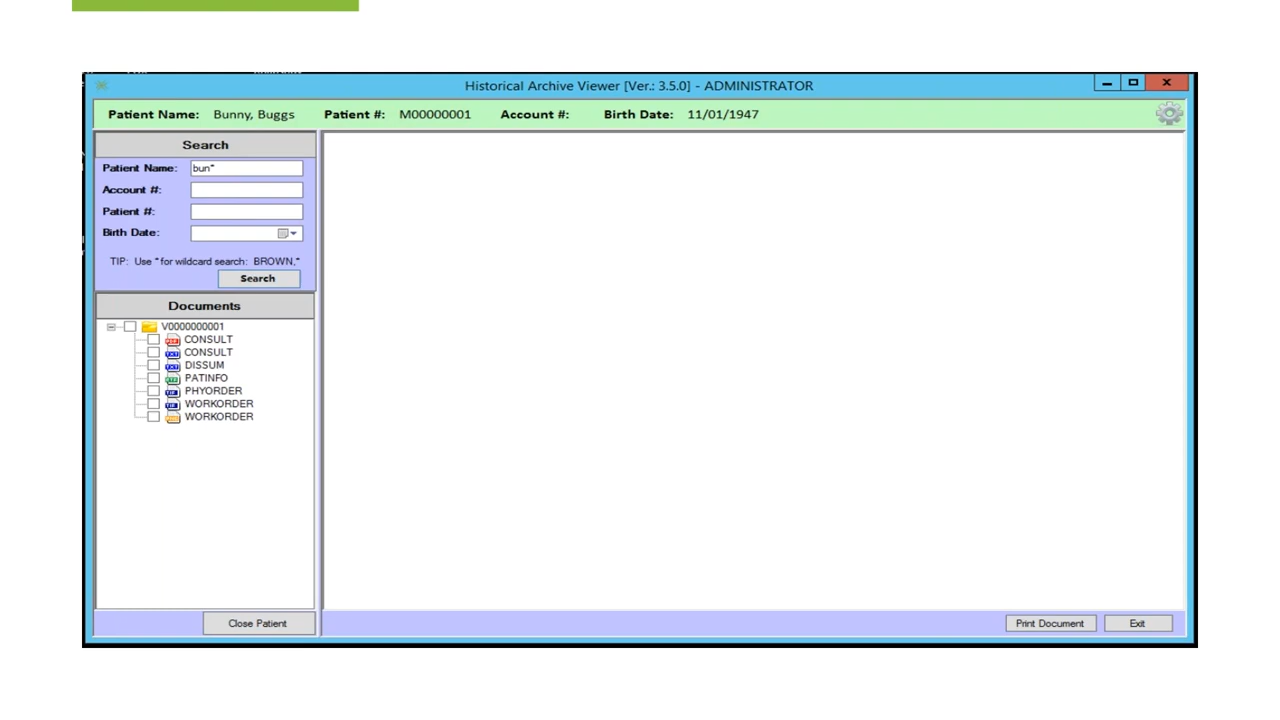 Historical Archive Viewer [Ver.: 3.5.0] - ADMINISTRATOR
Patient Name: Bunny, Buggs Patient #: M00000001 Account #: Birth Date: 11/01/1947
Search
Patient Name: bun*
Account #:
Patient #:
Birth Date:
TIP: Use * for wildcard search: BROWN,*
Search
Documents
V0000000001
CONSULT
CONSULT
DISSUM
PATINFO
PHYORDER
WORKORDER
WORKORDER
Close Patient
Print Document
Exit